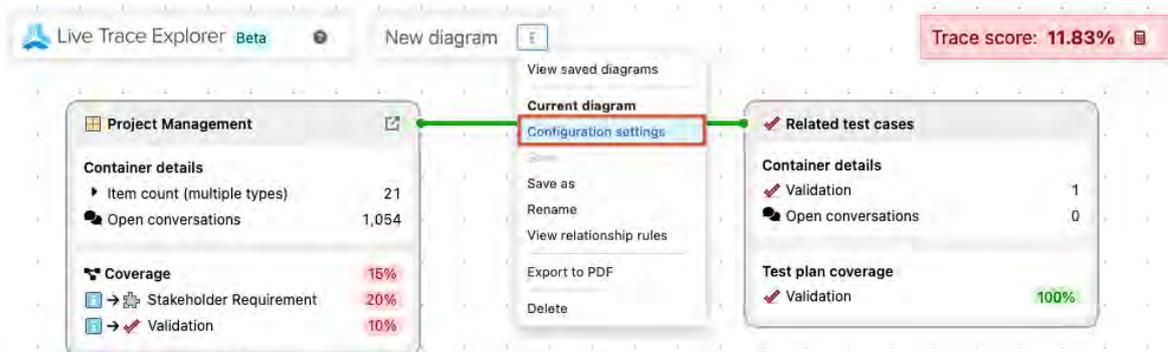 Live Trace Explorer Beta
New diagram
Trace score: 11.83%
View saved diagrams
Current diagram
Configuration settings
Save
Save as
Rename
View relationship rules
Export to PDF
Delete
Project Management
Container details
Item count (multiple types) 21
Open conversations 1,054
Coverage 15%
Stakeholder Requirement 20%
Validation 10%
Related test cases
Container details
Validation 1
Open conversations 0
Test plan coverage
Validation 100%